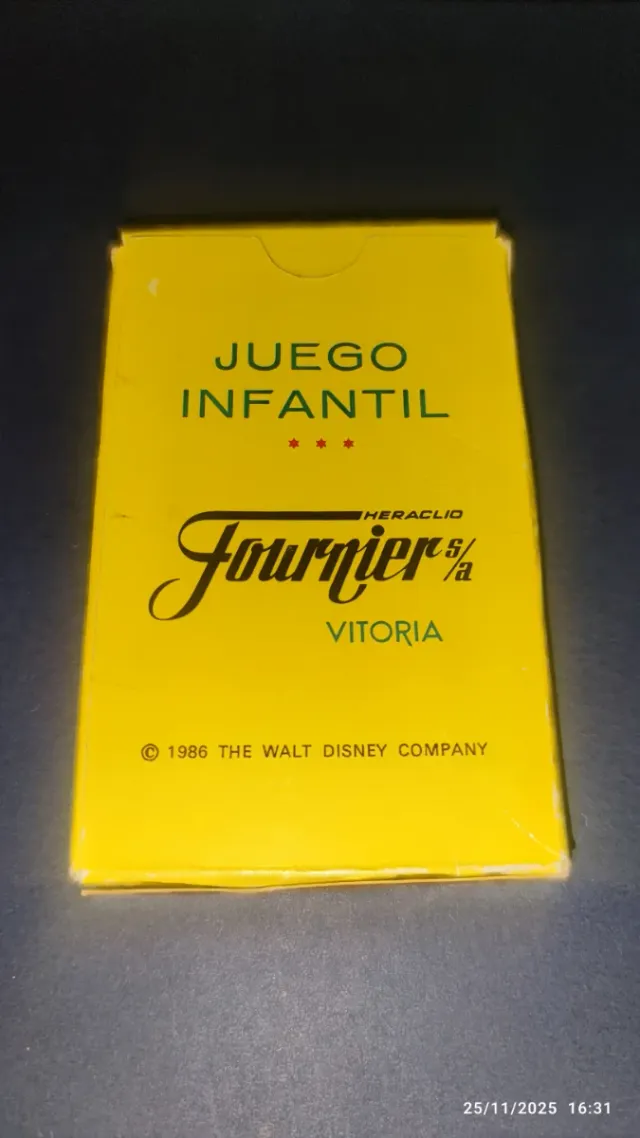 JUEGO
INFANTIL
HERACLIO
Fournier s/a
VITORIA
© 1986 THE WALT DISNEY COMPANY
25/11/2025 16:31